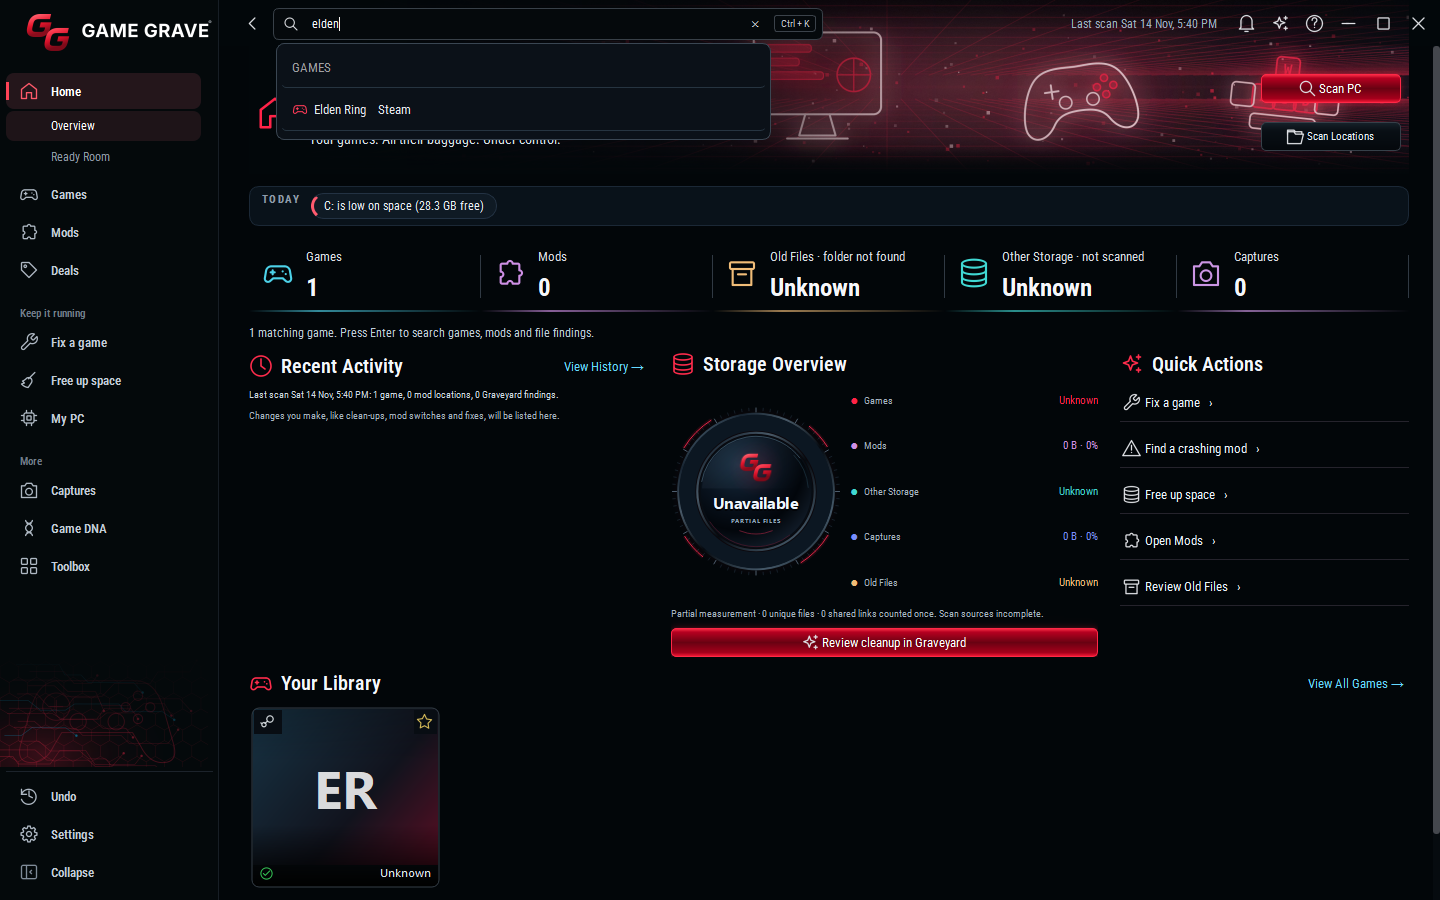 GAME GRAVE
elden
Ctrl + K
Last scan Sat 14 Nov, 5:40 PM
GAMES
Elden Ring Steam
Your games. All their baggage. Under control.
Scan PC
Scan Locations
Home
Overview
Ready Room
Games
Mods
Deals
Keep it running
Fix a game
Free up space
My PC
More
Captures
Game DNA
Toolbox
Undo
Settings
Collapse
TODAY
C: is low on space (28.3 GB free)
Games
1
Mods
0
Old Files · folder not found
Unknown
Other Storage · not scanned
Unknown
Captures
0
1 matching game. Press Enter to search games, mods and file findings.
Recent Activity
View History →
Last scan Sat 14 Nov, 5:40 PM: 1 game, 0 mod locations, 0 Graveyard findings.
Changes you make, like clean-ups, mod switches and fixes, will be listed here.
Storage Overview
GG
Unavailable
PARTIAL FILES
Games Unknown
Mods 0 B · 0%
Other Storage Unknown
Captures 0 B · 0%
Old Files Unknown
Partial measurement · 0 unique files · 0 shared links counted once. Scan sources incomplete.
Review cleanup in Graveyard
Quick Actions
Fix a game ›
Find a crashing mod ›
Free up space ›
Open Mods ›
Review Old Files ›
Your Library
View All Games →
ER
Unknown